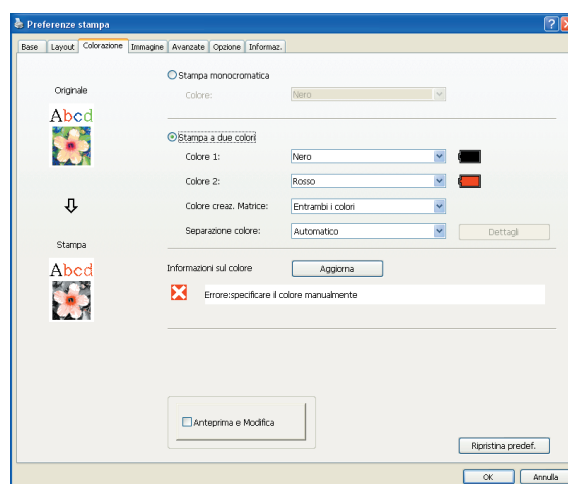 Preferenze stampa
Base Layout Colorazione Immagine Avanzate Opzione Informaz.
Originale
Abcd
Stampa
Abcd
Stampa monocromatica
Colore: Nero
Stampa a due colori
Colore 1: Nero
Colore 2: Rosso
Colore creaz. Matrice: Entrambi i colori
Separazione colore: Automatico Dettagli
Informazioni sul colore Aggiorna
Errore:specificare il colore manualmente
Anteprima e Modifica
Ripristina predef.
OK Annulla